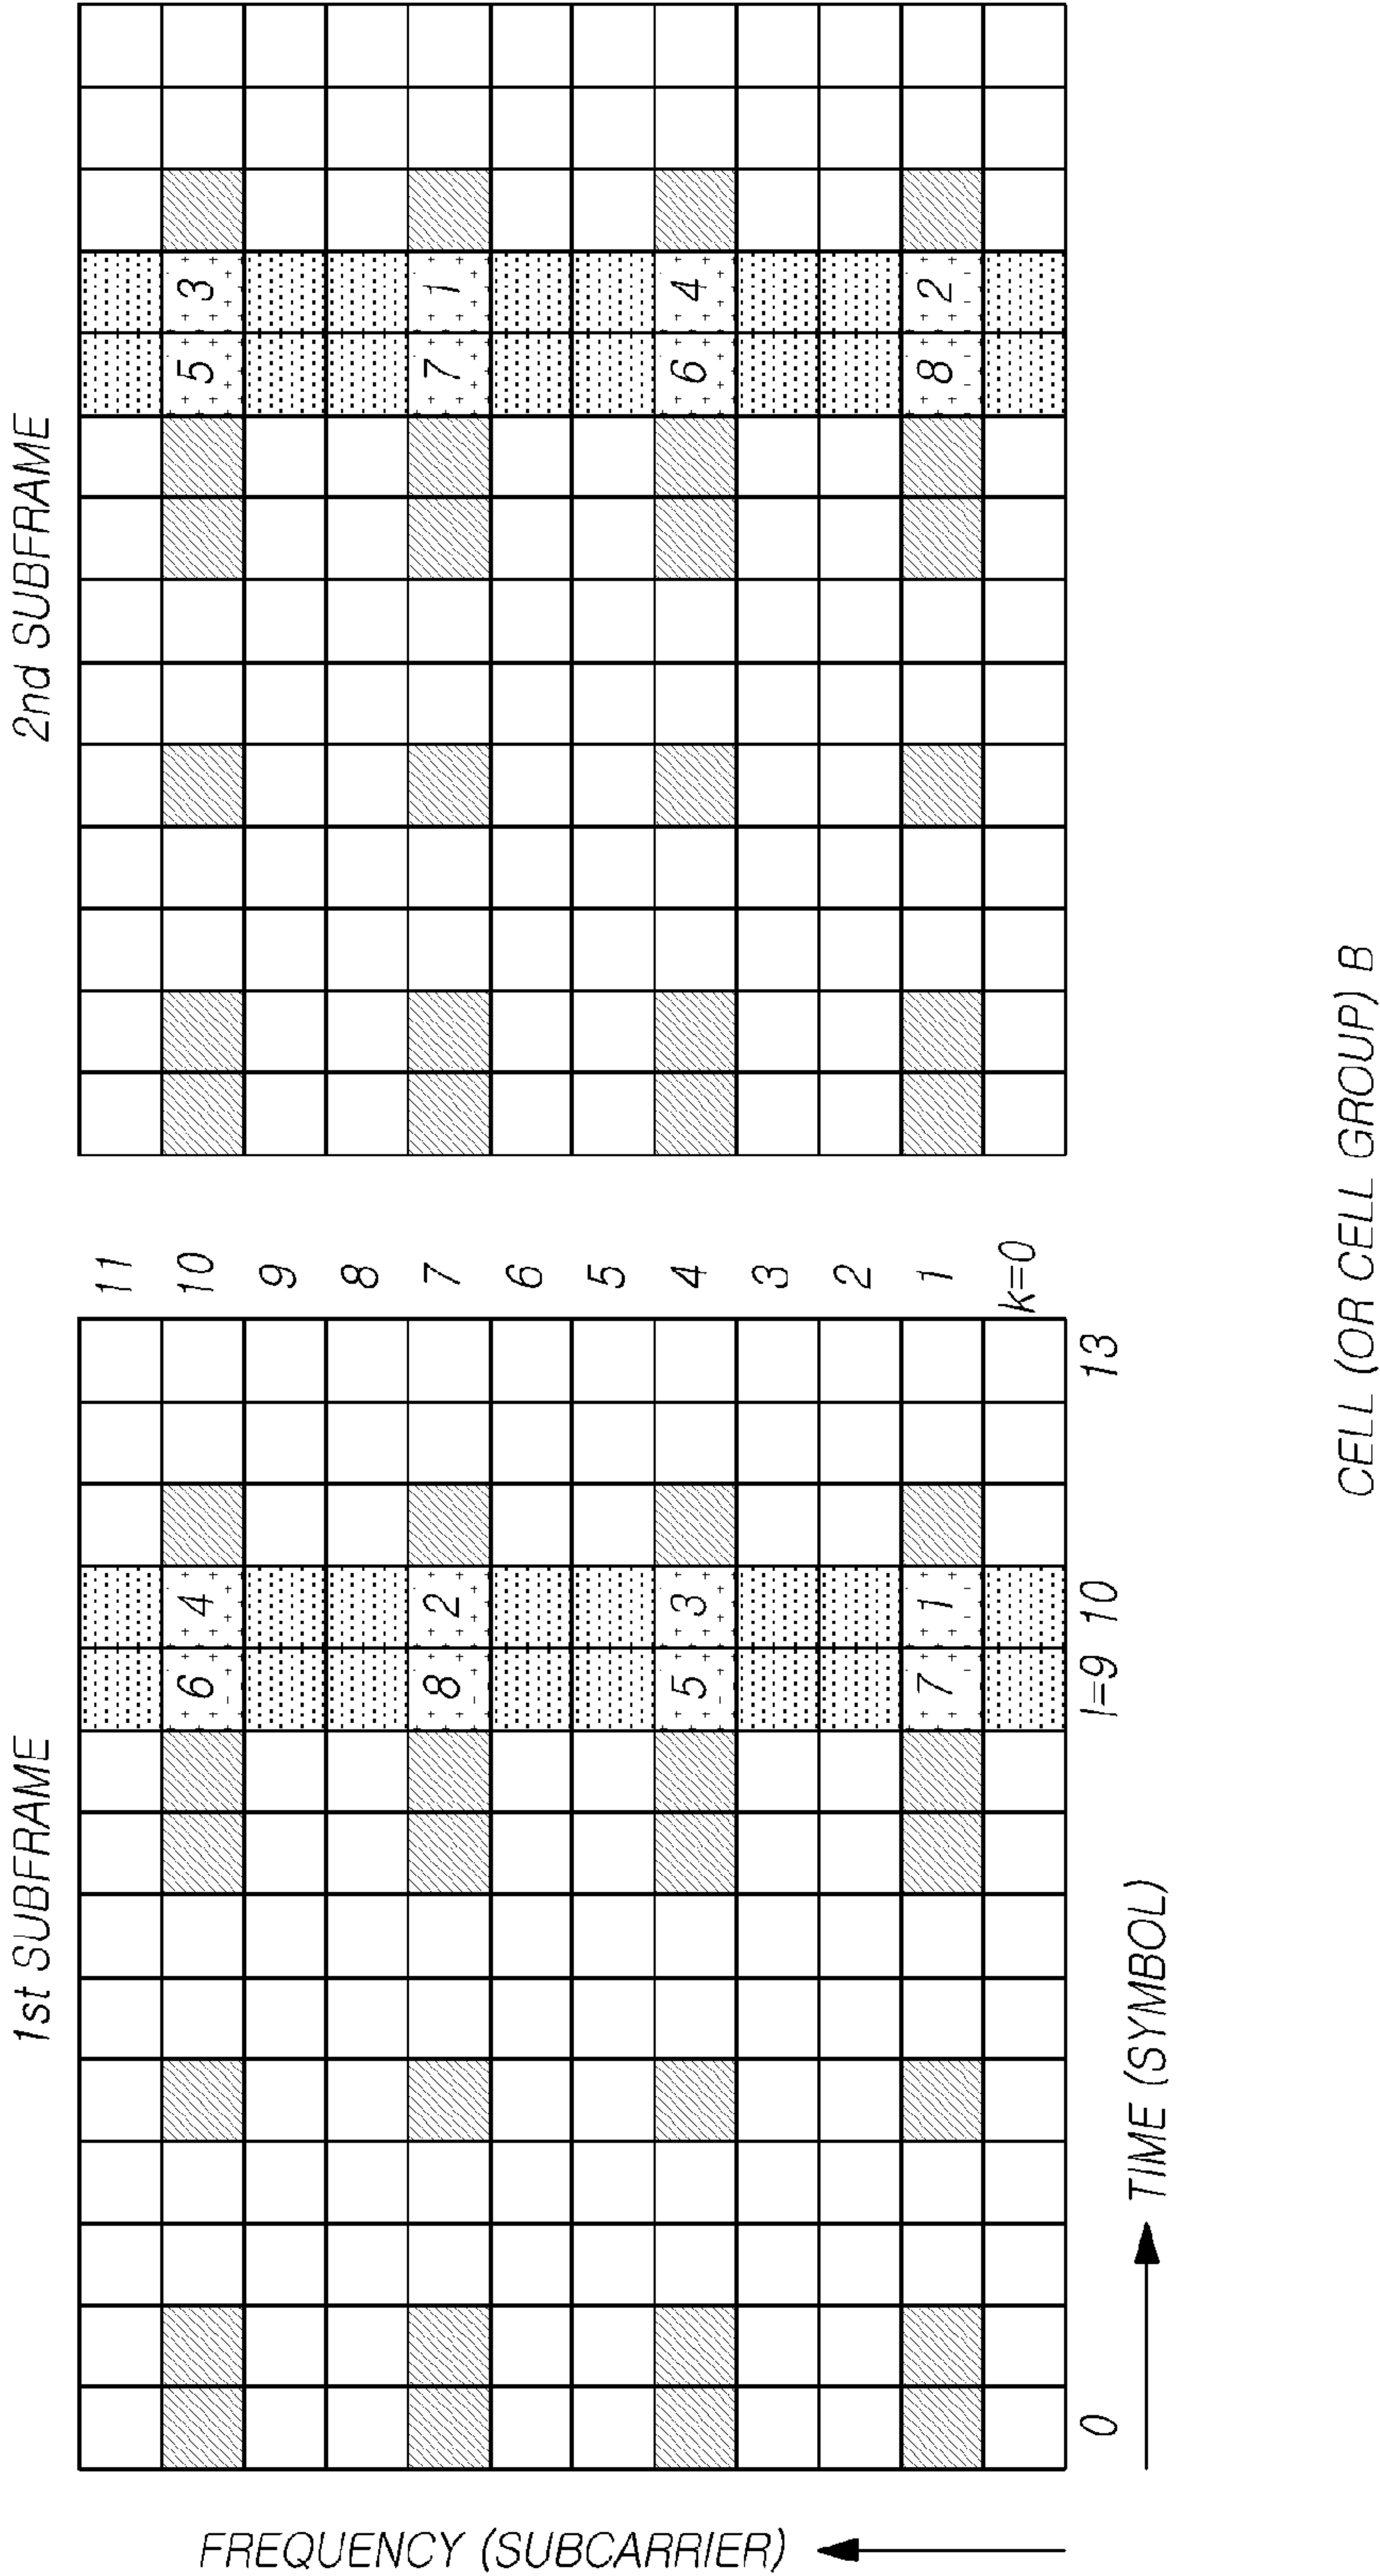 1st SUBFRAME 2nd SUBFRAME
11
6 4 10 5 3
9
8
8 2 7 7 1
6
5
5 3 4 6 4
3
2
7 1 1 8 2
k=0
0 l=9 10 13
FREQUENCY (SUBCARRIER)
TIME (SYMBOL)
CELL (OR CELL GROUP) B